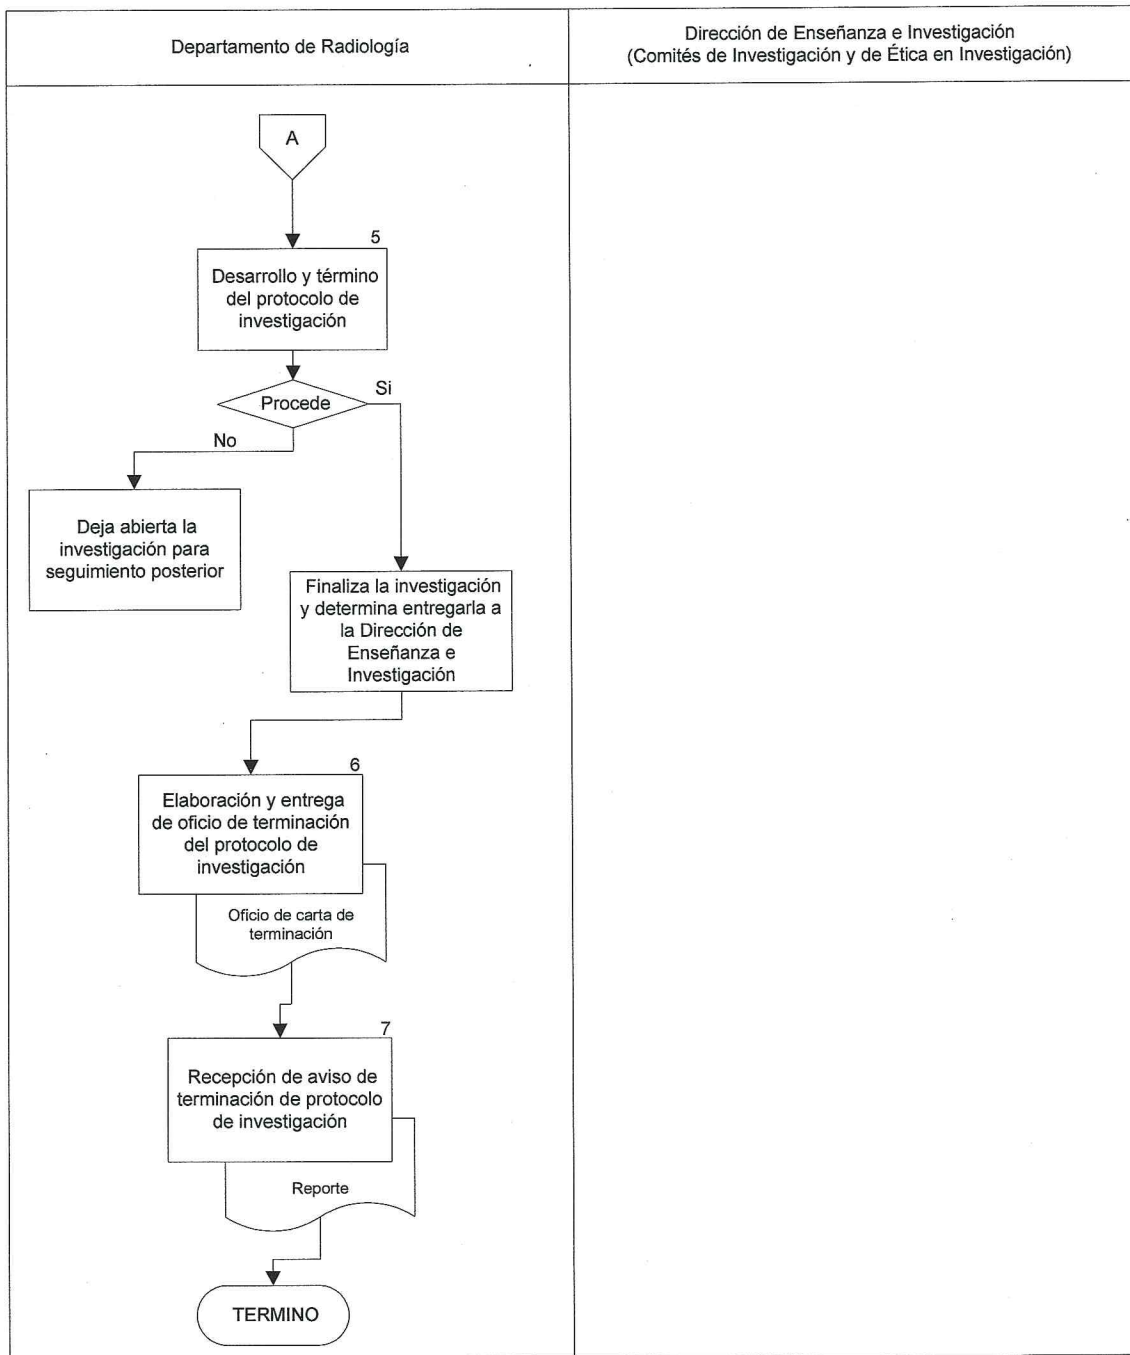 Departamento de Radiología
Dirección de Enseñanza e Investigación
(Comités de Investigación y de Ética en Investigación)
A
5
Desarrollo y término
del protocolo de
investigación
Procede
Si
No
Deja abierta la
investigación para
seguimiento posterior
Finaliza la investigación
y determina entregarla a
la Dirección de
Enseñanza e
Investigación
6
Elaboración y entrega
de oficio de terminación
del protocolo de
investigación
Oficio de carta de
terminación
7
Recepción de aviso de
terminación de protocolo
de investigación
Reporte
TERMINO